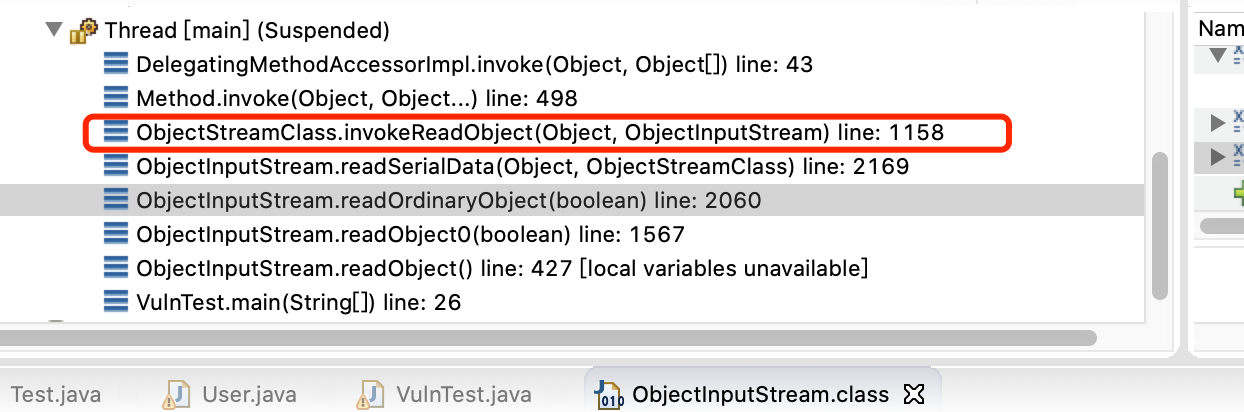 Thread [main] (Suspended)
Nam
DelegatingMethodAccessorImpl.invoke(Object, Object[]) line: 43
Method.invoke(Object, Object...) line: 498
ObjectStreamClass.invokeReadObject(Object, ObjectInputStream) line: 1158
ObjectInputStream.readSerialData(Object, ObjectStreamClass) line: 2169
ObjectInputStream.readOrdinaryObject(boolean) line: 2060
ObjectInputStream.readObject0(boolean) line: 1567
ObjectInputStream.readObject() line: 427 [local variables unavailable]
VulnTest.main(String[]) line: 26
Test.java User.java VulnTest.java ObjectInputStream.class